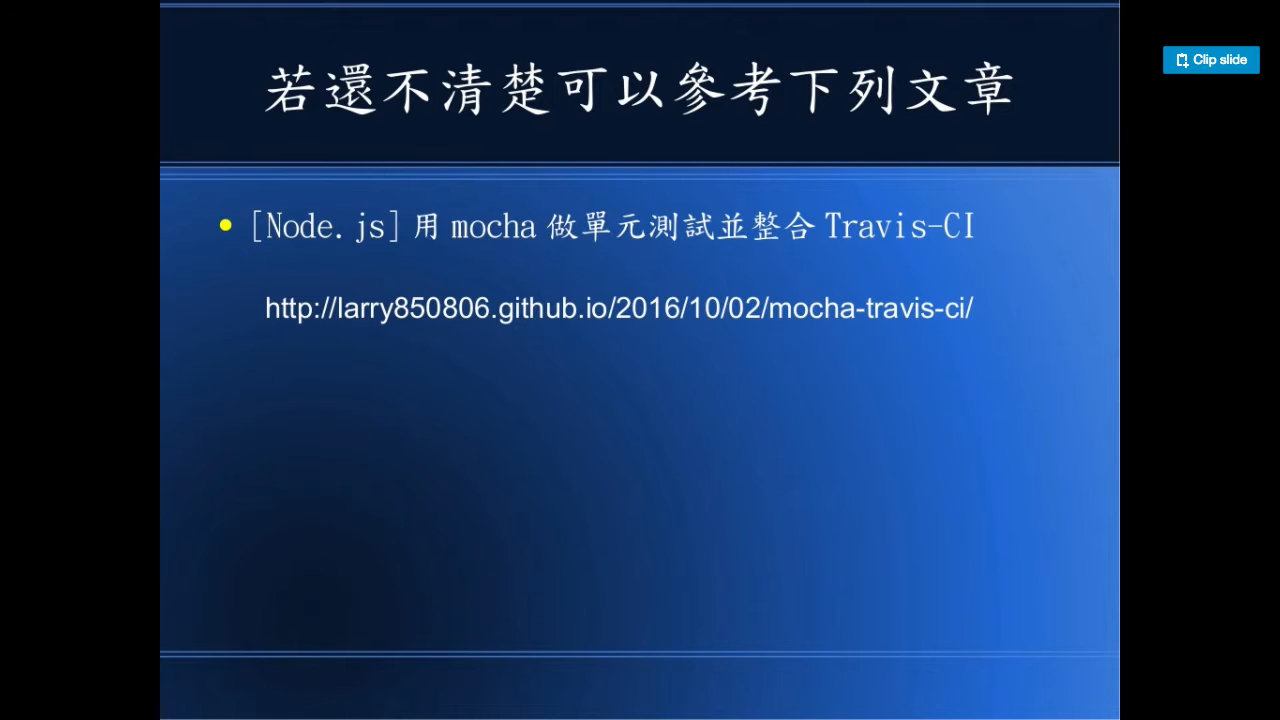 Clip slide
若還不清楚可以參考下列文章
[Node.js] 用 mocha 做單元測試並整合 Travis-CI
http://larry850806.github.io/2016/10/02/mocha-travis-ci/